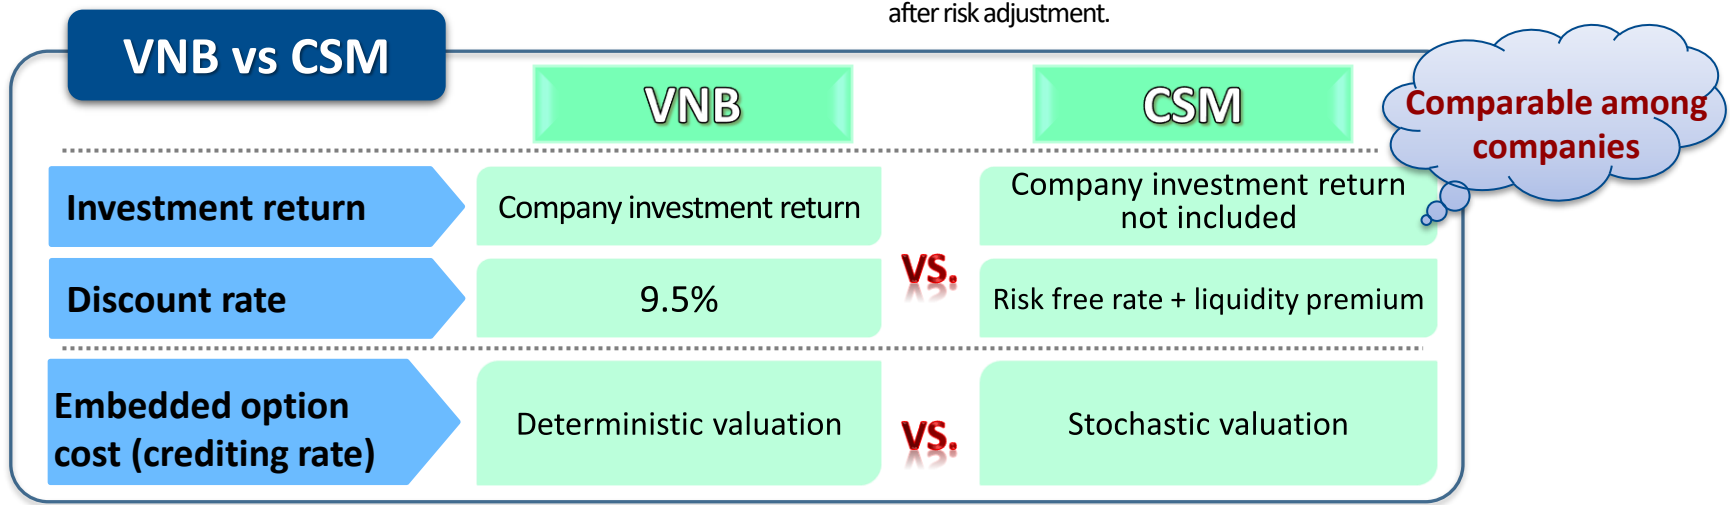 after risk adjustment.
VNB vs CSM
VNB
CSM
Comparable among
companies
Investment return
Company investment return
Company investment return
not included
vs.
Discount rate
9.5%
Risk free rate + liquidity premium
Embedded option
cost (crediting rate)
Deterministic valuation
vs.
Stochastic valuation